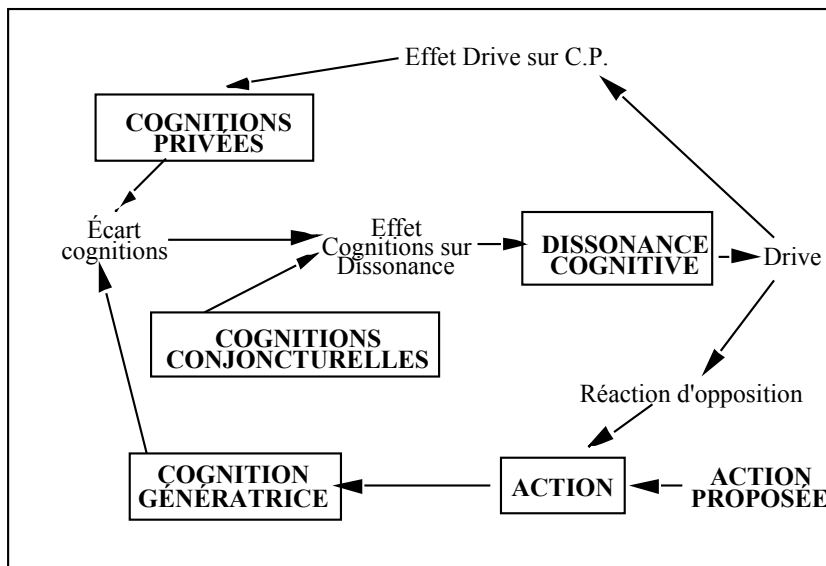 Effet Drive sur C.P.
COGNITIONS
PRIVÉES
Écart
cognitions
Effet
Cognitions sur
Dissonance
DISSONANCE
COGNITIVE
Drive
COGNITIONS
CONJONCTURELLES
Réaction d'opposition
COGNITION
GÉNÉRATRICE
ACTION
ACTION
PROPOSÉE